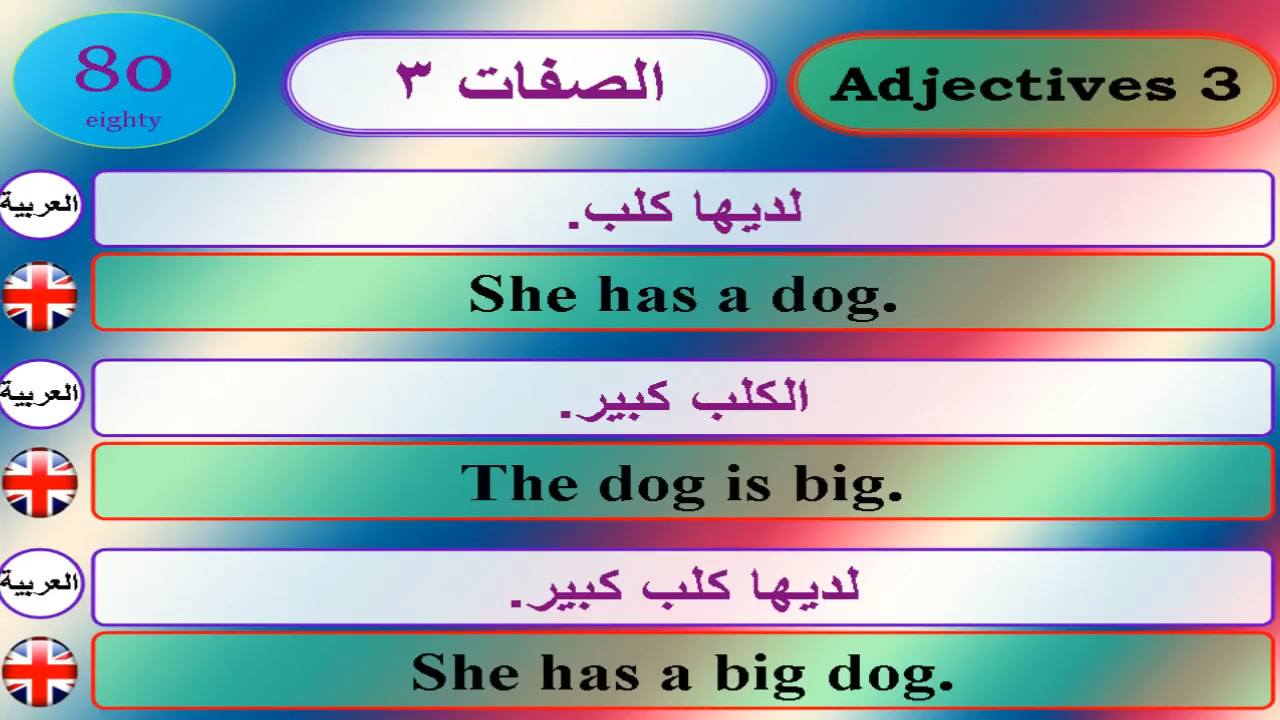 80
eighty
الصفات ٣
Adjectives 3
العربية
لديها كلب.
She has a dog.
العربية
الكلب كبير.
The dog is big.
العربية
لديها كلب كبير.
She has a big dog.